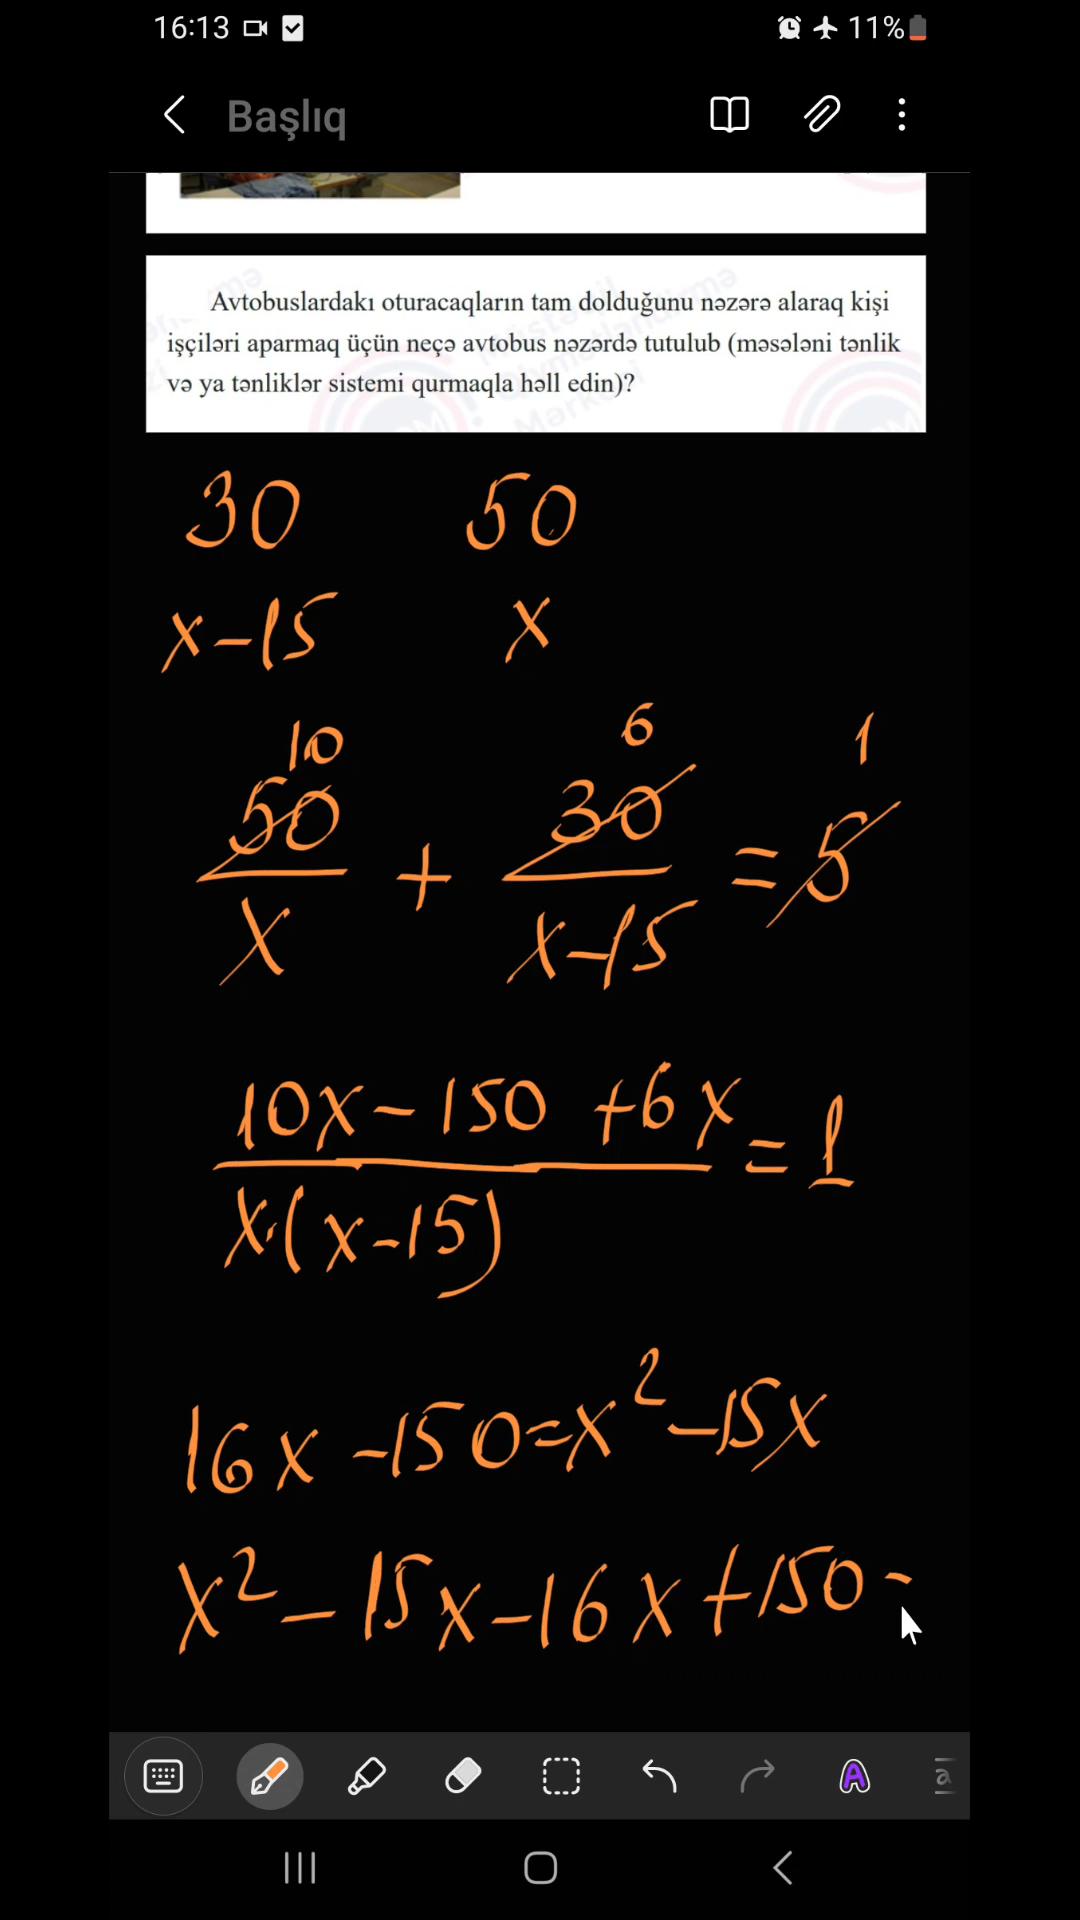 16:13 11%
Başlıq
Avtobuslardakı oturacaqların tam dolduğunu nəzərə alaraq kişi
işçiləri aparmaq üçün neçə avtobus nəzərdə tutulub (məsələni tənlik
və ya tənliklər sistemi qurmaqla həll edin)?
30 50
x-15 x
10 6 1
50/x + 30/x-15 = 5
10x-150+6x/x·(x-15) = 1
16x-150=x²-15x
x²-15x-16x+150-
A a